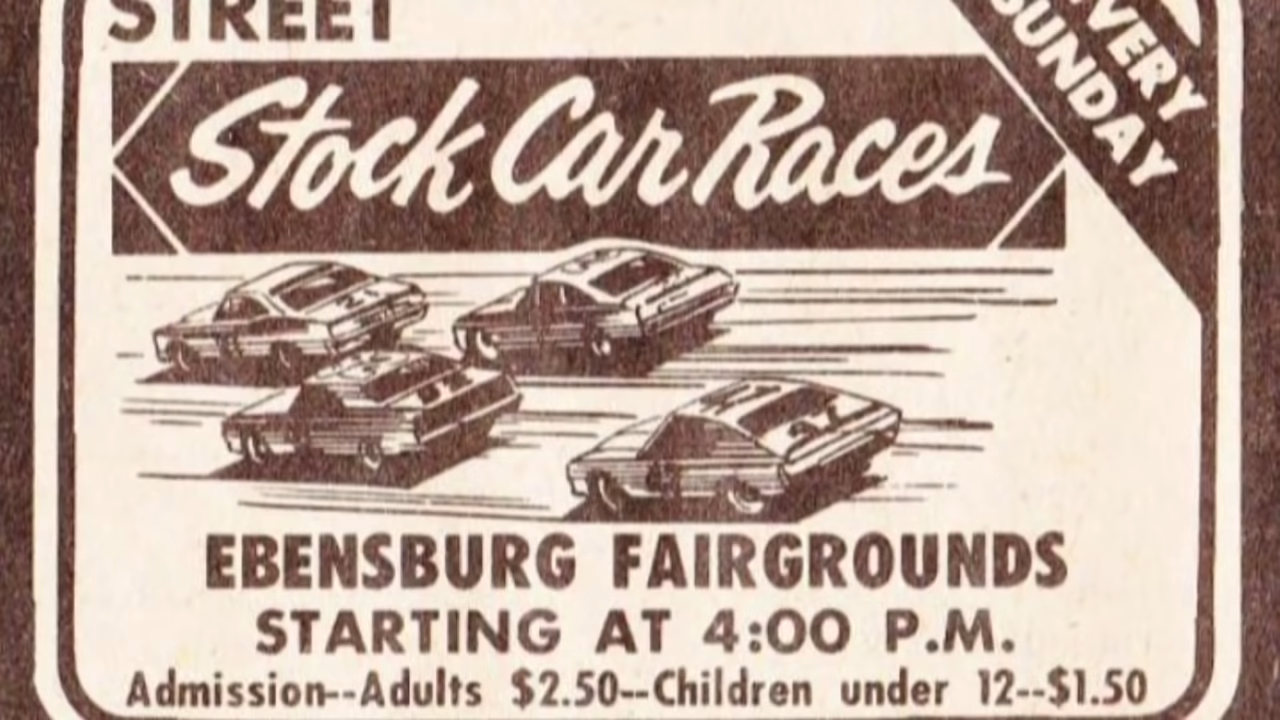 STREET
EVERY
SUNDAY
Stock Car Races
EBENSBURG FAIRGROUNDS
STARTING AT 4:00 P.M.
Admission--Adults $2.50--Children under 12--$1.50